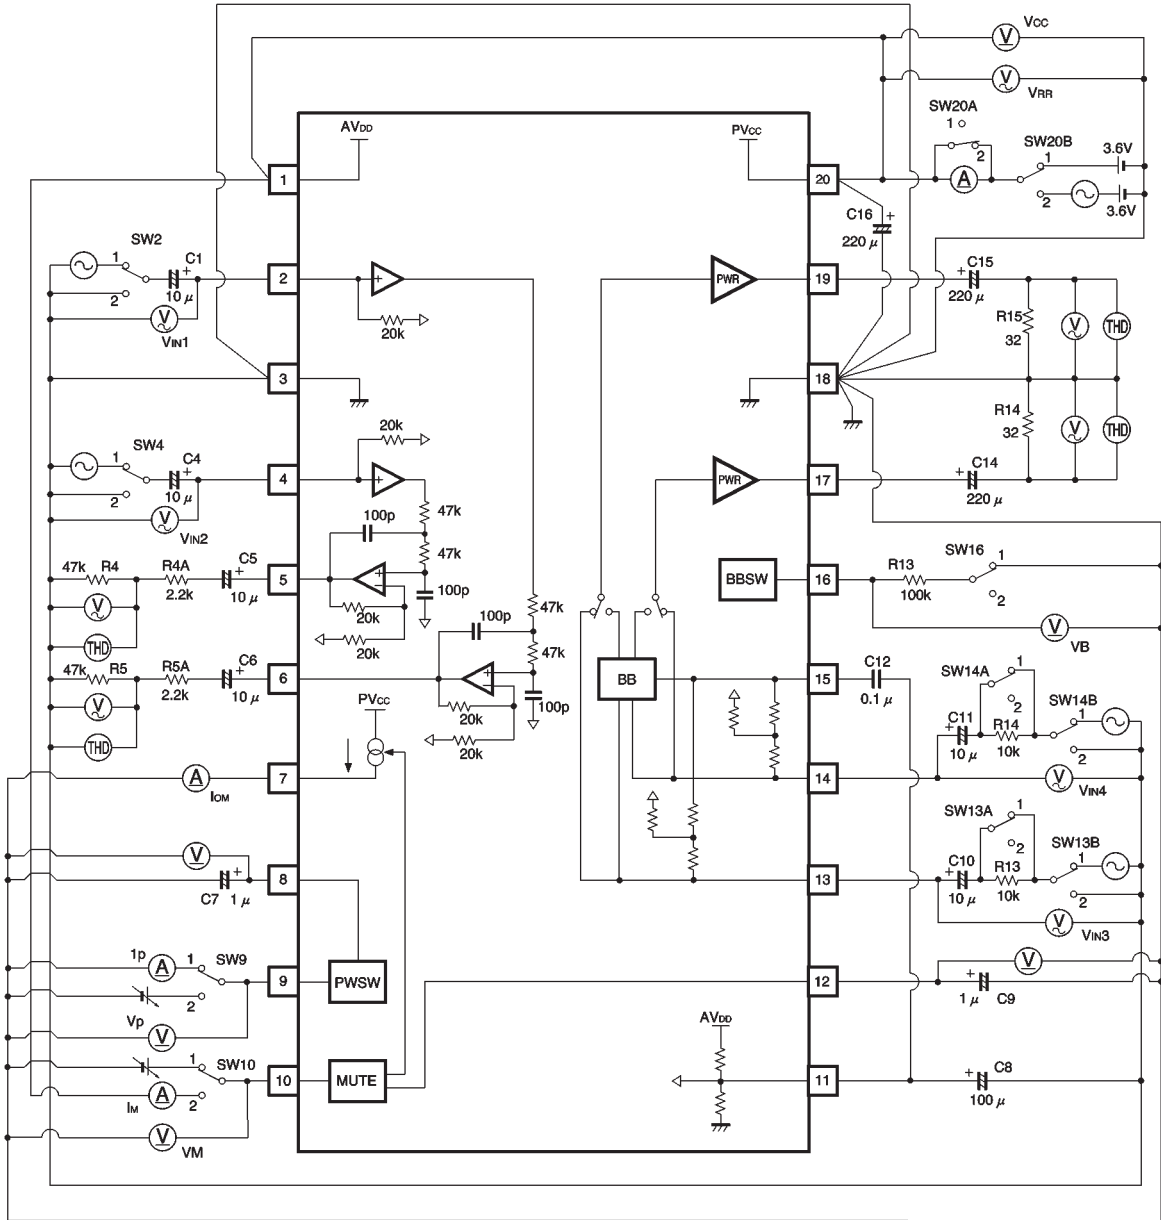 VCC
V
VRR
V
SW20A
1
2
SW20B
1
2
3.6V
3.6V
A
AVDD
PVCC
1
20
C16
+
220 μ
SW2
1
2
C1
+
10 μ
V
VIN1
2
+
20k
PWR
19
C15
+
220 μ
R15
32
V
THD
3
18
R14
32
V
THD
SW4
1
2
C4
+
10 μ
V
VIN2
4
20k
+
47k
PWR
17
C14
+
220 μ
100p
47k
47k
R4
R4A
2.2k
C5
+
10 μ
5
+
−
100p
20k
20k
V
THD
BBSW
16
R13
100k
SW16
1
2
V
VB
47k
100p
47k
47k
R5
R5A
2.2k
C6
+
10 μ
6
+
−
100p
20k
20k
V
THD
BB
15
C12
0.1 μ
SW14A
1
2
C11
+
10 μ
R14
10k
SW14B
1
2
PVCC
A
IOM
7
14
V
VIN4
SW13A
1
2
C10
+
10 μ
R13
10k
SW13B
1
2
V
C7
+
1 μ
8
13
V
VIN3
1p
A
1
SW9
2
Vp
V
9
PWSW
12
V
+
1 μ
C9
1
SW10
2
IM
A
V
VM
10
MUTE
AVDD
11
C8
+
100 μ